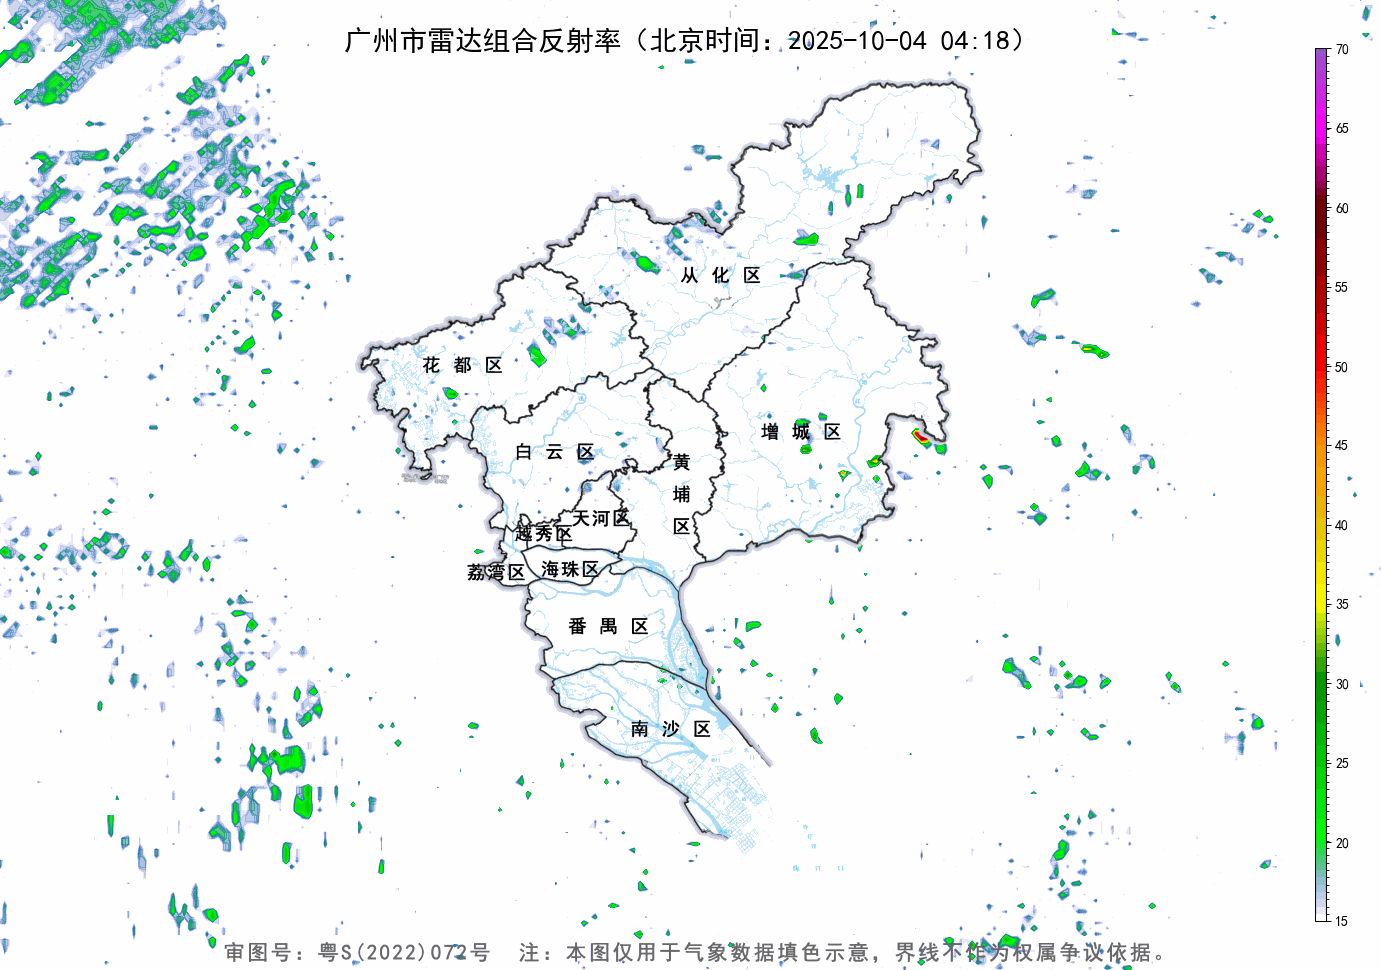 广州市雷达组合反射率（北京时间：2025-10-04 04:18）
70
65
60
55
50
45
40
35
30
25
20
15
从化区
花都区
增城区
白云区
黄埔区
天河区
越秀区
荔湾区
海珠区
番禺区
南沙区
审图号：粤S(2022)072号 注：本图仅用于气象数据填色示意，界线不作为权属争议依据。